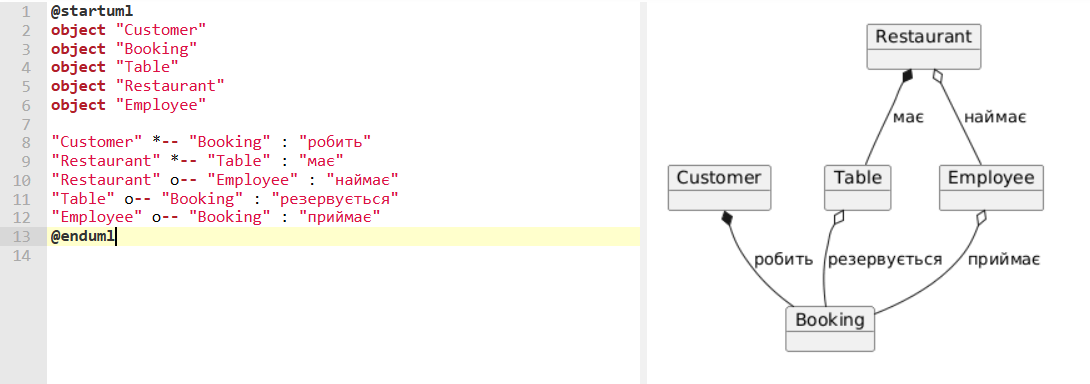 1 @startuml
2 object "Customer"
3 object "Booking"
4 object "Table"
5 object "Restaurant"
6 object "Employee"
7
8 "Customer" *-- "Booking" : "робить"
9 "Restaurant" *-- "Table" : "має"
10 "Restaurant" o-- "Employee" : "наймає"
11 "Table" o-- "Booking" : "резервується"
12 "Employee" o-- "Booking" : "приймає"
13 @enduml
14
Restaurant
має наймає
Customer Table Employee
робить резервується приймає
Booking